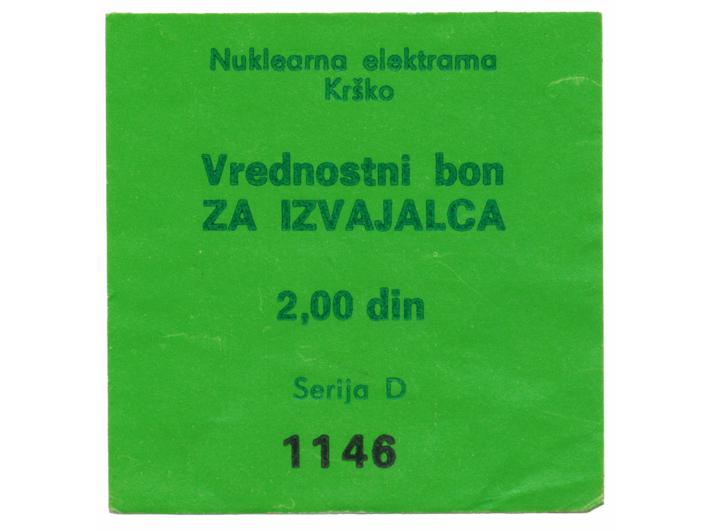 Nuklearna elektrama
Krško
Vrednostni bon
ZA IZVAJALCA
2,00 din
Serija D
1146